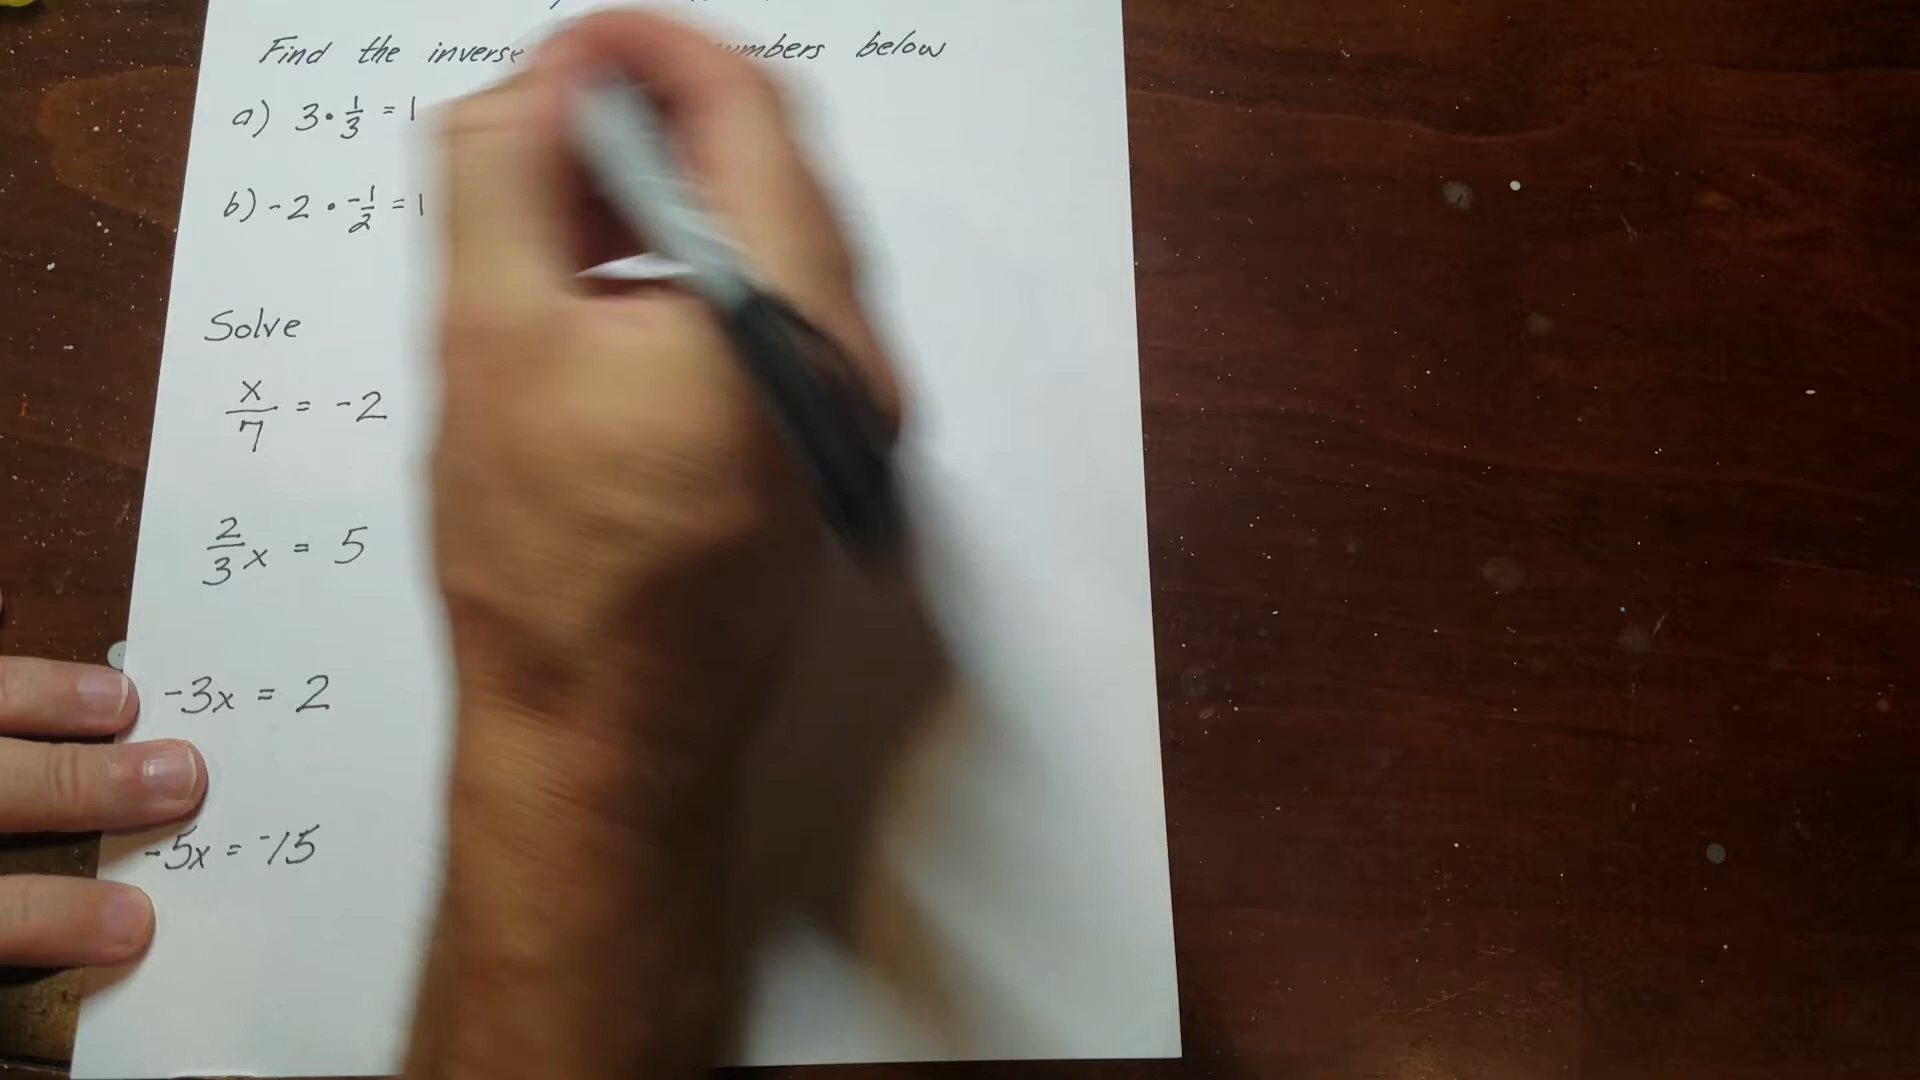 Find the inverse numbers below
a) 3 · 1/3 = 1
b) -2 · -1/2 = 1
Solve
x/7 = -2
2/3 x = 5
-3x = 2
-5x = -15